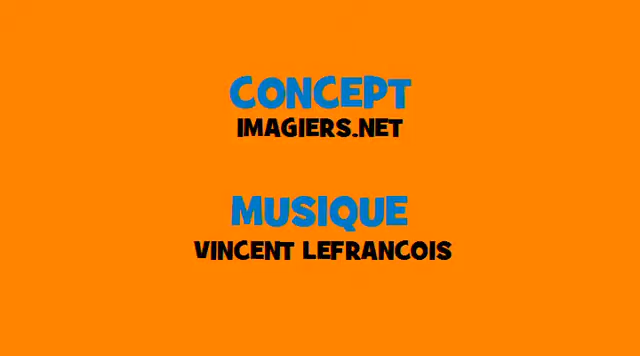 CONCEPT
IMAGIERS.NET
MUSIQUE
VINCENT LEFRANCOIS